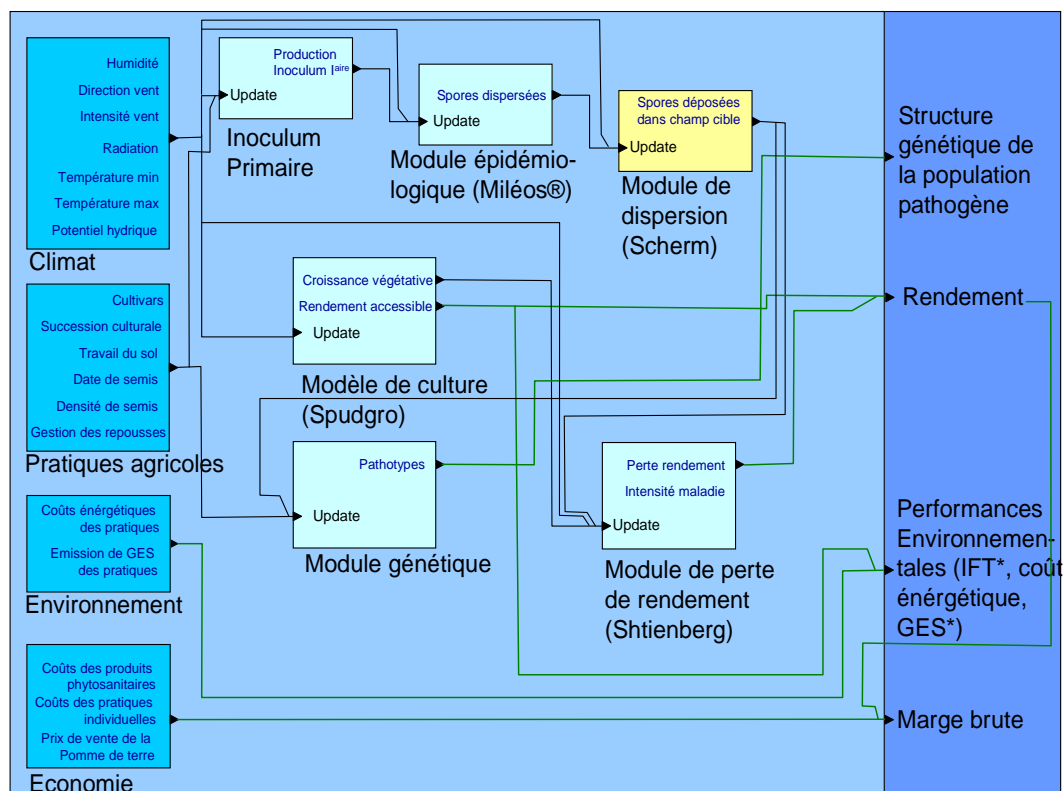 Humidité
Direction vent
Intensité vent
Radiation
Température min
Température max
Potentiel hydrique
Climat
Cultivars
Succession culturale
Travail du sol
Date de semis
Densité de semis
Gestion des repousses
Pratiques agricoles
Coûts énérgétiques
des pratiques
Emission de GES
des pratiques
Environnement
Coûts des produits
phytosanitaires
Coûts des pratiques
individuelles
Prix de vente de la
Pomme de terre
Economie
Production
Inoculum Iaire
Update
Inoculum
Primaire
Spores dispersées
Update
Module épidémio-
logique (Miléos®)
Spores déposées
dans champ cible
Update
Module de
dispersion
(Scherm)
Croissance végétative
Rendement accessible
Update
Modèle de culture
(Spudgro)
Pathotypes
Update
Module génétique
Perte rendement
Intensité maladie
Update
Module de perte
de rendement
(Shtienberg)
Structure
génétique de
la population
pathogène
Rendement
Performances
Environnemen-
tales (IFT*, coût
énérgétique,
GES*)
Marge brute